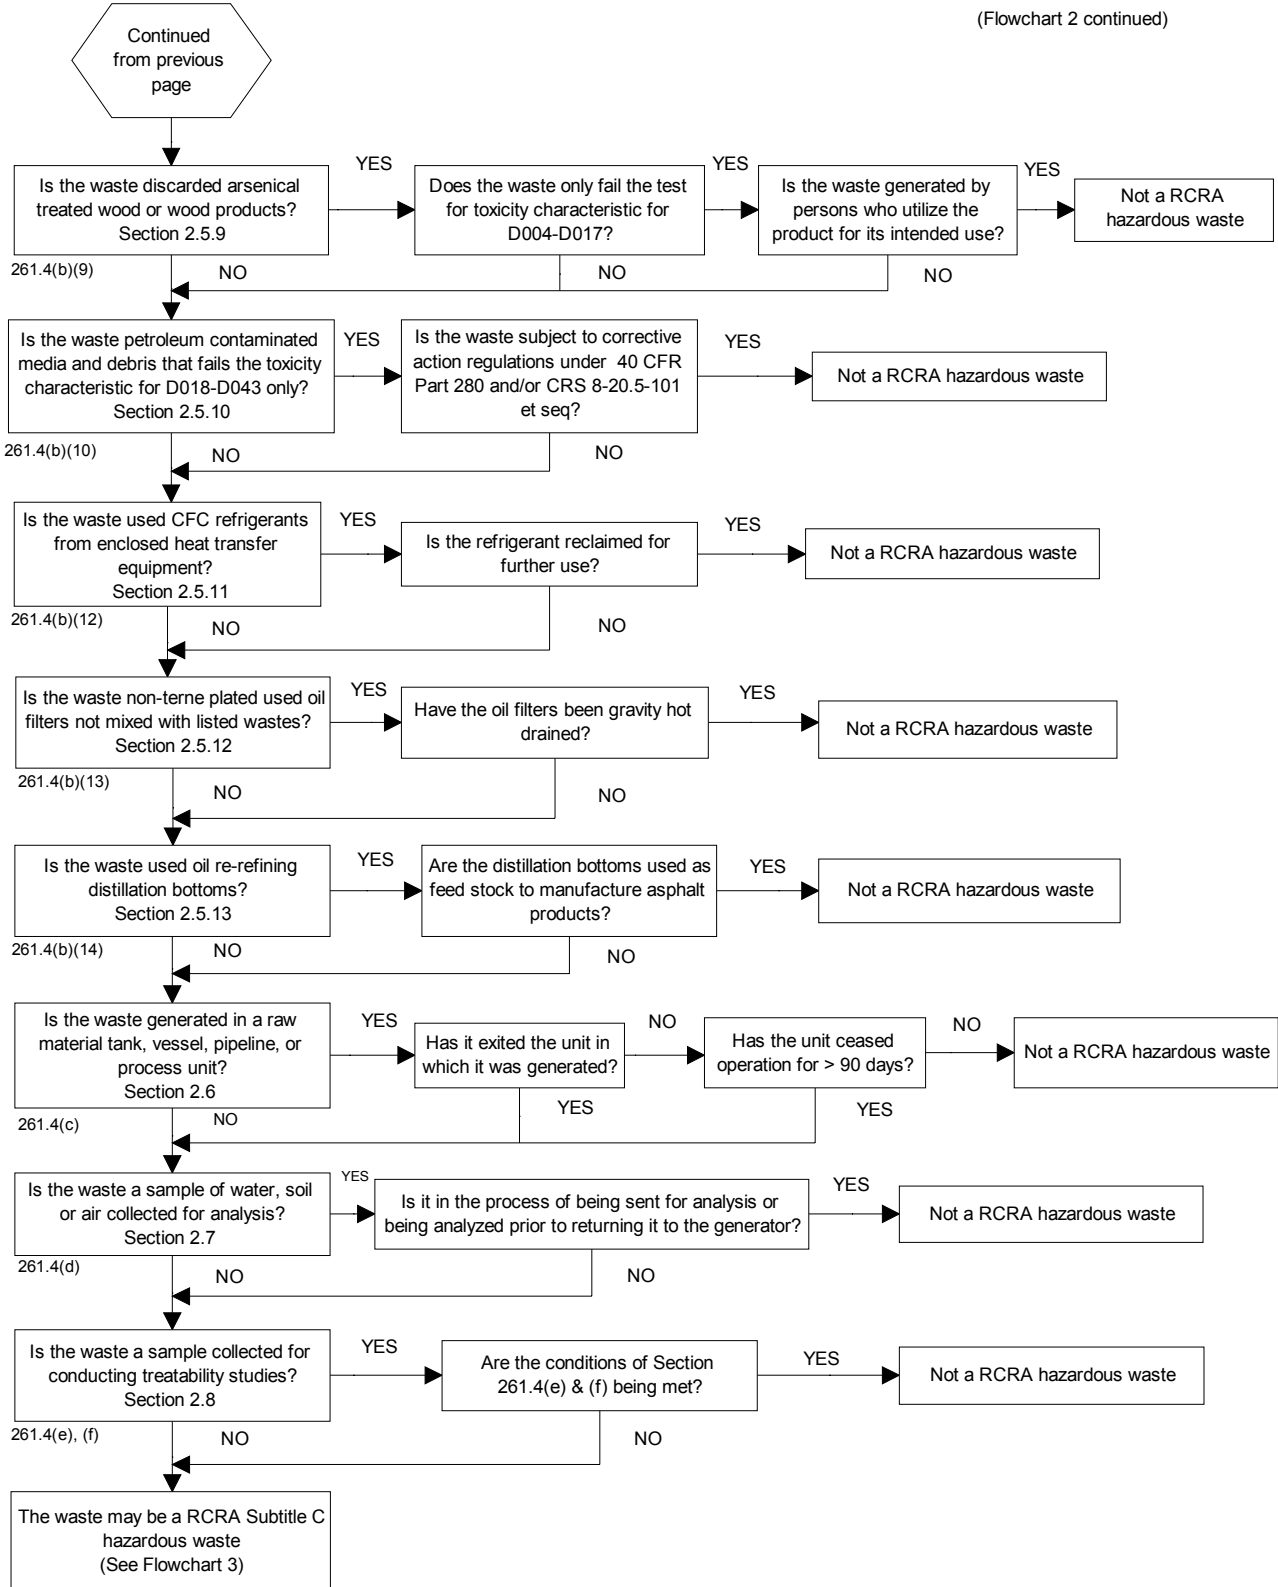 (Flowchart 2 continued)
Continued
from previous
page
Is the waste discarded arsenical
treated wood or wood products?
Section 2.5.9
YES
Does the waste only fail the test
for toxicity characteristic for
D004-D017?
YES
Is the waste generated by
persons who utilize the
product for its intended use?
YES
Not a RCRA
hazardous waste
261.4(b)(9)
NO
NO
NO
Is the waste petroleum contaminated
media and debris that fails the toxicity
characteristic for D018-D043 only?
Section 2.5.10
YES
Is the waste subject to corrective
action regulations under 40 CFR
Part 280 and/or CRS 8-20.5-101
et seq?
YES
Not a RCRA hazardous waste
261.4(b)(10)
NO
NO
Is the waste used CFC refrigerants
from enclosed heat transfer
equipment?
Section 2.5.11
YES
Is the refrigerant reclaimed for
further use?
YES
Not a RCRA hazardous waste
261.4(b)(12)
NO
NO
Is the waste non-terne plated used oil
filters not mixed with listed wastes?
Section 2.5.12
YES
Have the oil filters been gravity hot
drained?
YES
Not a RCRA hazardous waste
261.4(b)(13)
NO
NO
Is the waste used oil re-refining
distillation bottoms?
Section 2.5.13
YES
Are the distillation bottoms used as
feed stock to manufacture asphalt
products?
YES
Not a RCRA hazardous waste
261.4(b)(14)
NO
NO
Is the waste generated in a raw
material tank, vessel, pipeline, or
process unit?
Section 2.6
YES
Has it exited the unit in
which it was generated?
NO
Has the unit ceased
operation for > 90 days?
NO
Not a RCRA hazardous waste
261.4(c)
NO
YES
YES
Is the waste a sample of water, soil
or air collected for analysis?
Section 2.7
YES
Is it in the process of being sent for analysis or
being analyzed prior to returning it to the generator?
YES
Not a RCRA hazardous waste
261.4(d)
NO
NO
Is the waste a sample collected for
conducting treatability studies?
Section 2.8
YES
Are the conditions of Section
261.4(e) & (f) being met?
YES
Not a RCRA hazardous waste
261.4(e), (f)
NO
NO
The waste may be a RCRA Subtitle C
hazardous waste
(See Flowchart 3)